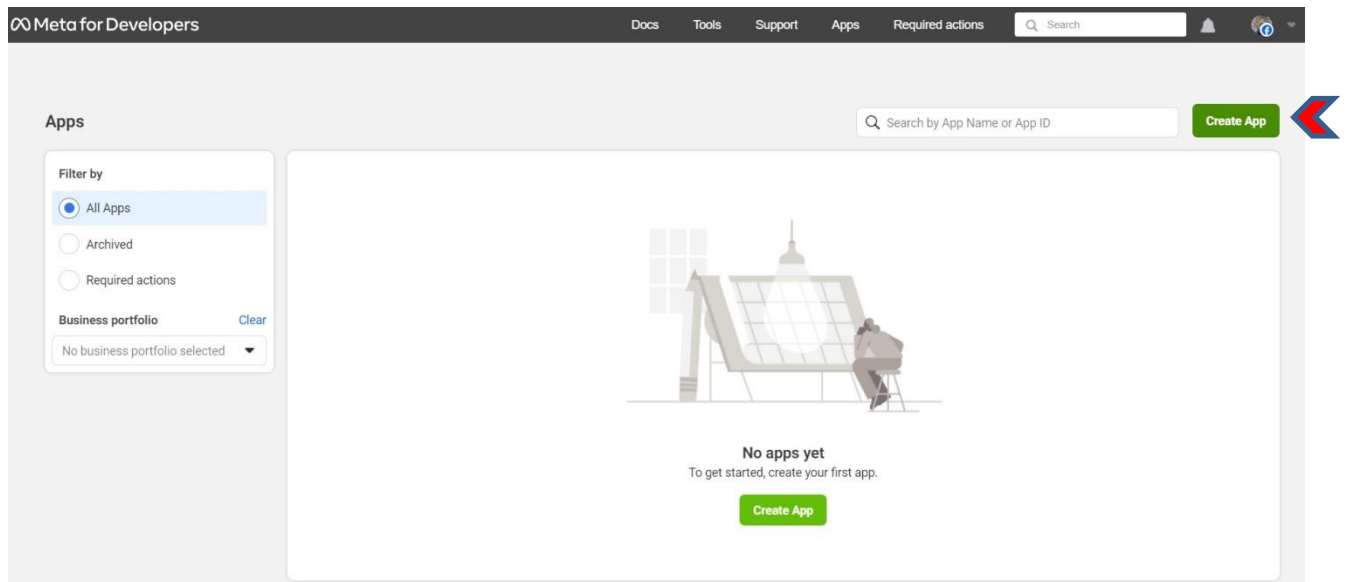 Meta for Developers
Docs Tools Support Apps Required actions Search
Apps
Search by App Name or App ID
Create App
Filter by
All Apps
Archived
Required actions
Business portfolio Clear
No business portfolio selected
No apps yet
To get started, create your first app.
Create App